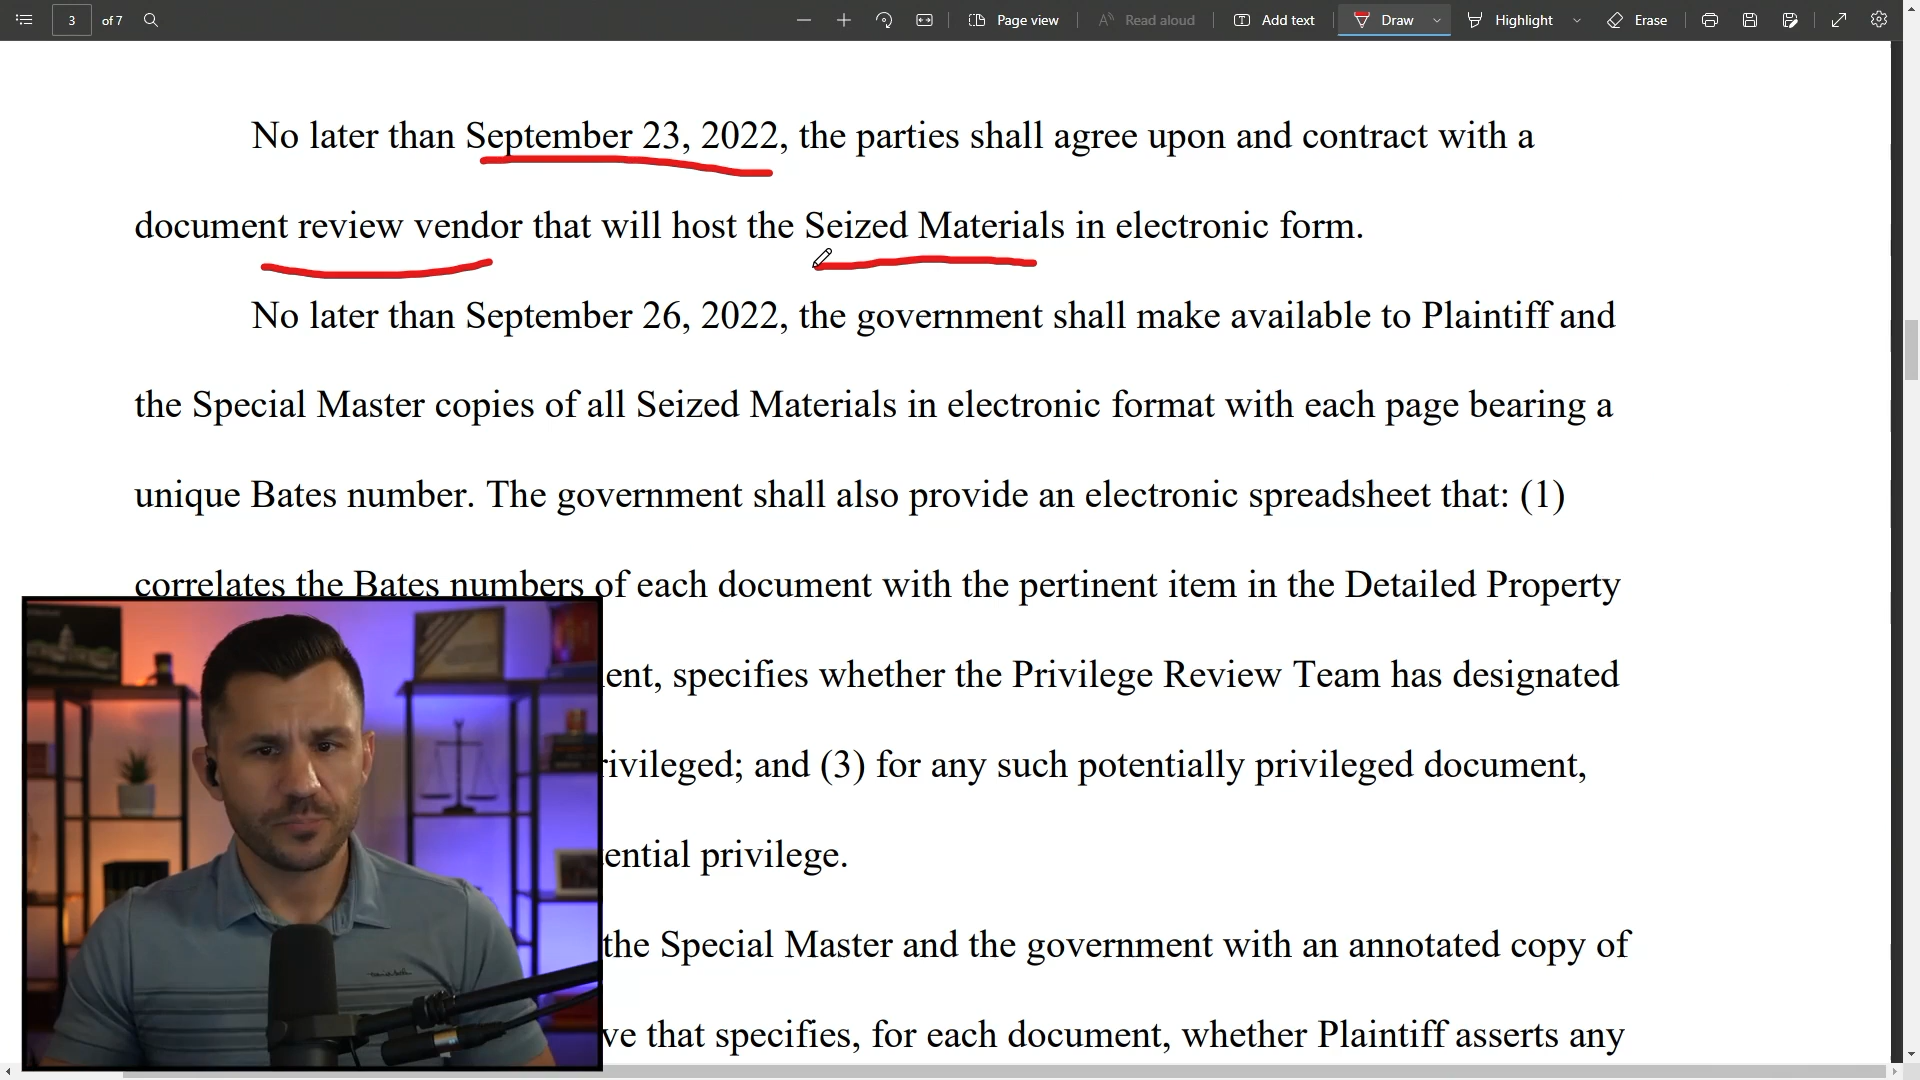 3 of 7 Page view Read aloud Add text Draw Highlight Erase
No later than September 23, 2022, the parties shall agree upon and contract with a
document review vendor that will host the Seized Materials in electronic form.
No later than September 26, 2022, the government shall make available to Plaintiff and
the Special Master copies of all Seized Materials in electronic format with each page bearing a
unique Bates number. The government shall also provide an electronic spreadsheet that: (1)
correlates the Bates numbers of each document with the pertinent item in the Detailed Property
ent, specifies whether the Privilege Review Team has designated
rivileged; and (3) for any such potentially privileged document,
ential privilege.
the Special Master and the government with an annotated copy of
ve that specifies, for each document, whether Plaintiff asserts any